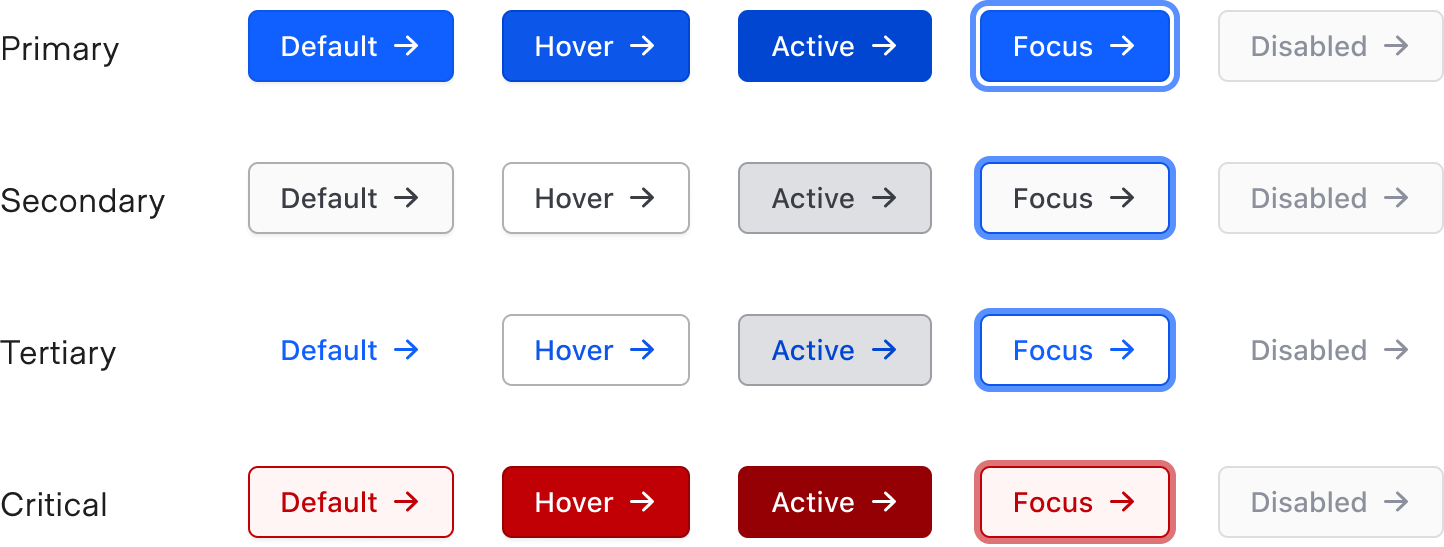 Primary Default → Hover → Active → Focus → Disabled →
Secondary Default → Hover → Active → Focus → Disabled →
Tertiary Default → Hover → Active → Focus → Disabled →
Critical Default → Hover → Active → Focus → Disabled →